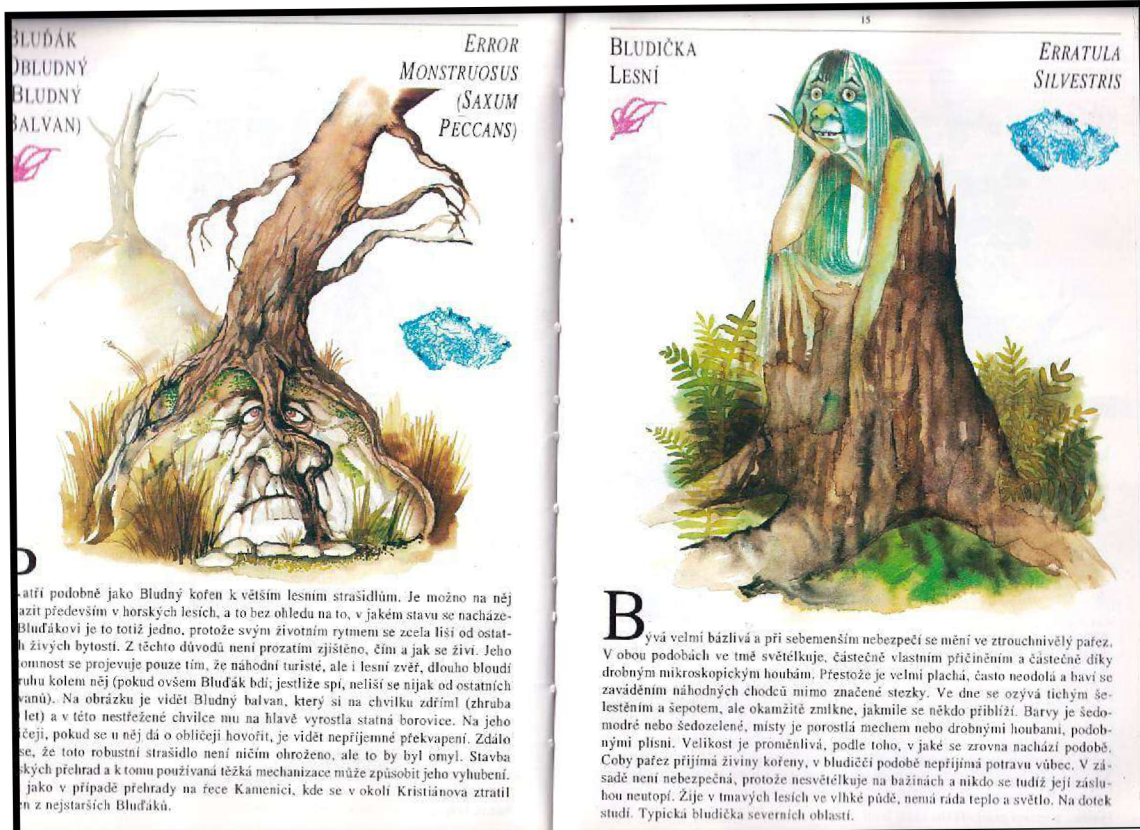 BLUĎÁK
OBLUDNÝ
BLUDNÝ
BALVAN)
ERROR
MONSTRUOSUS
(SAXUM
PECCANS)
atří podobně jako Bludný kořen k větším lesním strašidlům. Je možno na něj
azit především v horských lesích, a to bez ohledu na to, v jakém stavu se nacháze-
Bluďákovi je to totiž jedno, protože svým životním rytmem se zcela liší od ostat-
h živých bytostí. Z těchto důvodů není prozatím zjištěno, čím a jak se živí. Jeho
omnost se projevuje pouze tím, že náhodní turisté, ale i lesní zvěř, dlouho bloudí
ruhu kolem něj (pokud ovšem Bluďák bdí; jestliže spí, neliší se nijak od ostatních
vanů). Na obrázku je vidět Bludný balvan, který si na chvilku zdříml (zhruba
let) a v této nestřežené chvilce mu na hlavě vyrostla statná borovice. Na jeho
ičeji, pokud se u něj dá o obličeji hovořit, je vidět nepříjemné překvapení. Zdálo
se, že toto robustní strašidlo není ničím ohroženo, ale to by byl omyl. Stavba
ských přehrad a k tomu používaná těžká mechanizace může způsobit jeho vyhubení.
jako v případě přehrady na řece Kamenici, kde se v okolí Kristiánova ztratil
n z nejstarších Bluďáků.
15
BLUDIČKA
LESNÍ
ERRATULA
SILVESTRIS
Bývá velmi bázlivá a při sebemenším nebezpečí se mění ve ztrouchnivělý pařez.
V obou podobách ve tmě světélkuje, částečně vlastním přičiněním a částečně díky
drobným mikroskopickým houbám. Přestože je velmi plachá, často neodolá a baví se
zaváděním náhodných chodců mimo značené stezky. Ve dne se ozývá tichým še-
lestěním a šepotem, ale okamžitě zmlkne, jakmile se někdo přiblíží. Barvy je šedo-
modré nebo šedozelené, místy je porostlá mechem nebo drobnými houbami, podob-
nými plísni. Velikost je proměnlivá, podle toho, v jaké se zrovna nachází podobě.
Coby pařez přijímá živiny kořeny, v bludiččí podobě nepřijímá potravu vůbec. V zá-
sadě není nebezpečná, protože nesvětélkuje na bažinách a nikdo se tudíž její záslu-
hou neutopí. Žije v tmavých lesích ve vlhké půdě, nemá ráda teplo a světlo. Na dotek
studí. Typická bludička severních oblastí.